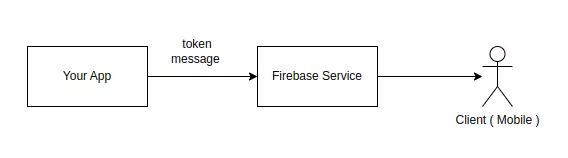 token
message
Your App
Firebase Service
Client ( Mobile )